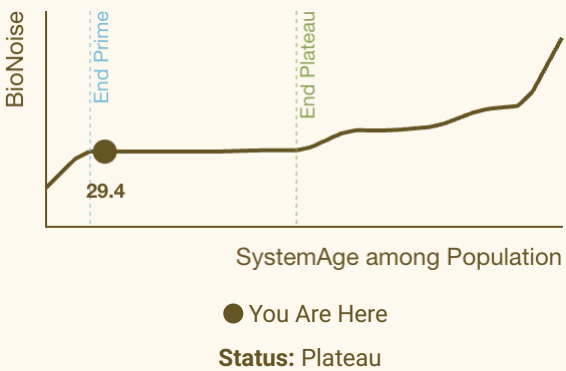 BioNoise
End Prime
End Plateau
29.4
SystemAge among Population
You Are Here
Status: Plateau